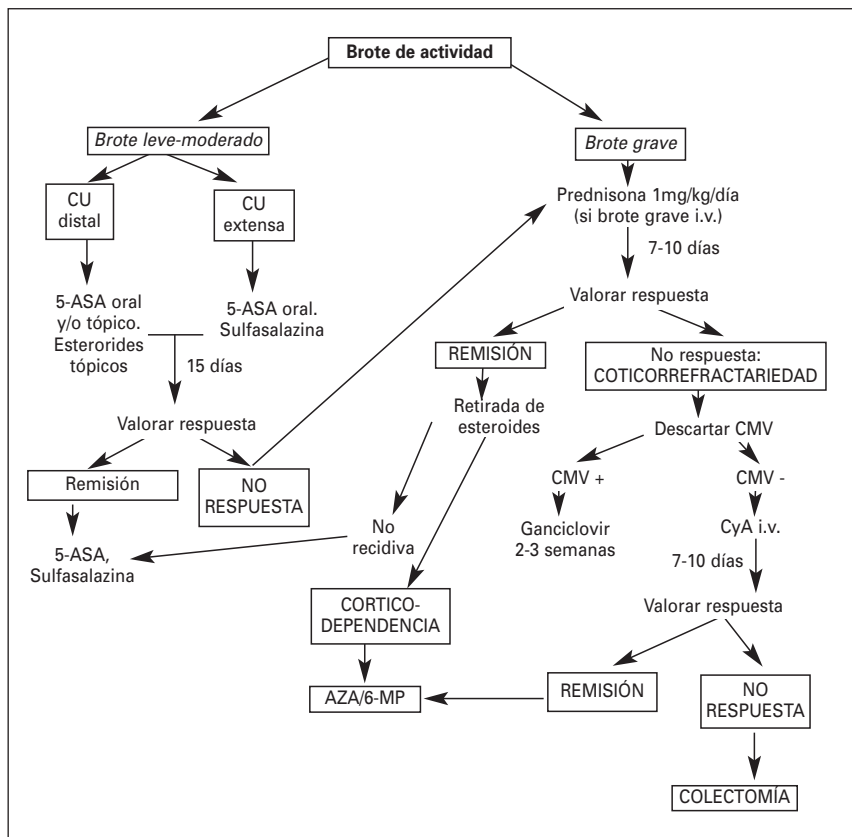 Brote de actividad
Brote leve-moderado
Brote grave
CU
distal
CU
extensa
Prednisona 1mg/kg/día
(si brote grave i.v.)
7-10 días
5-ASA oral
y/o tópico.
Esterorides
tópicos
5-ASA oral.
Sulfasalazina
15 días
Valorar respuesta
Remisión
NO
RESPUESTA
5-ASA,
Sulfasalazina
Valorar respuesta
REMISIÓN
No respuesta:
COTICORREFRACTARIEDAD
Retirada de
esteroides
No
recidiva
CORTICO-
DEPENDENCIA
AZA/6-MP
Descartar CMV
CMV +
CMV -
Ganciclovir
2-3 semanas
CyA i.v.
7-10 días
Valorar respuesta
REMISIÓN
NO
RESPUESTA
COLECTOMÍA